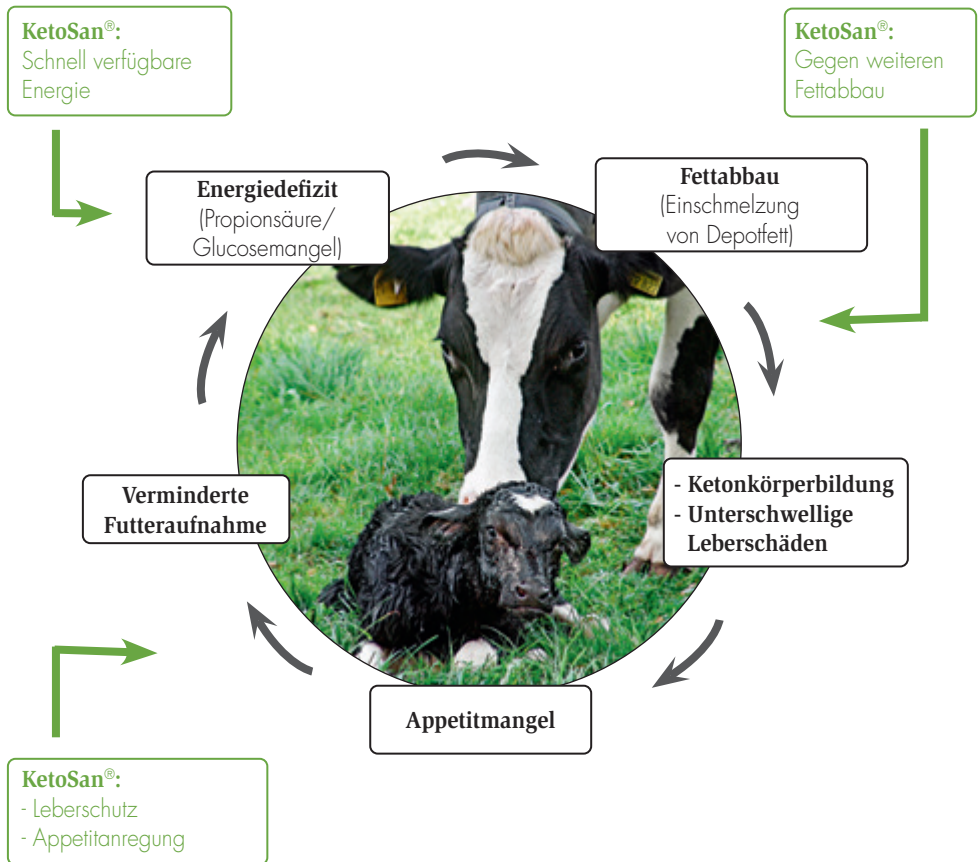 KetoSan®:
Schnell verfügbare
Energie
KetoSan®:
Gegen weiteren
Fettabbau
Energiedefizit
(Propionsäure/
Glucosemangel)
Fettabbau
(Einschmelzung
von Depotfett)
- Ketonkörperbildung
- Unterschwellige
Leberschäden
Appetitmangel
Verminderte
Futteraufnahme
KetoSan®:
- Leberschutz
- Appetitanregung